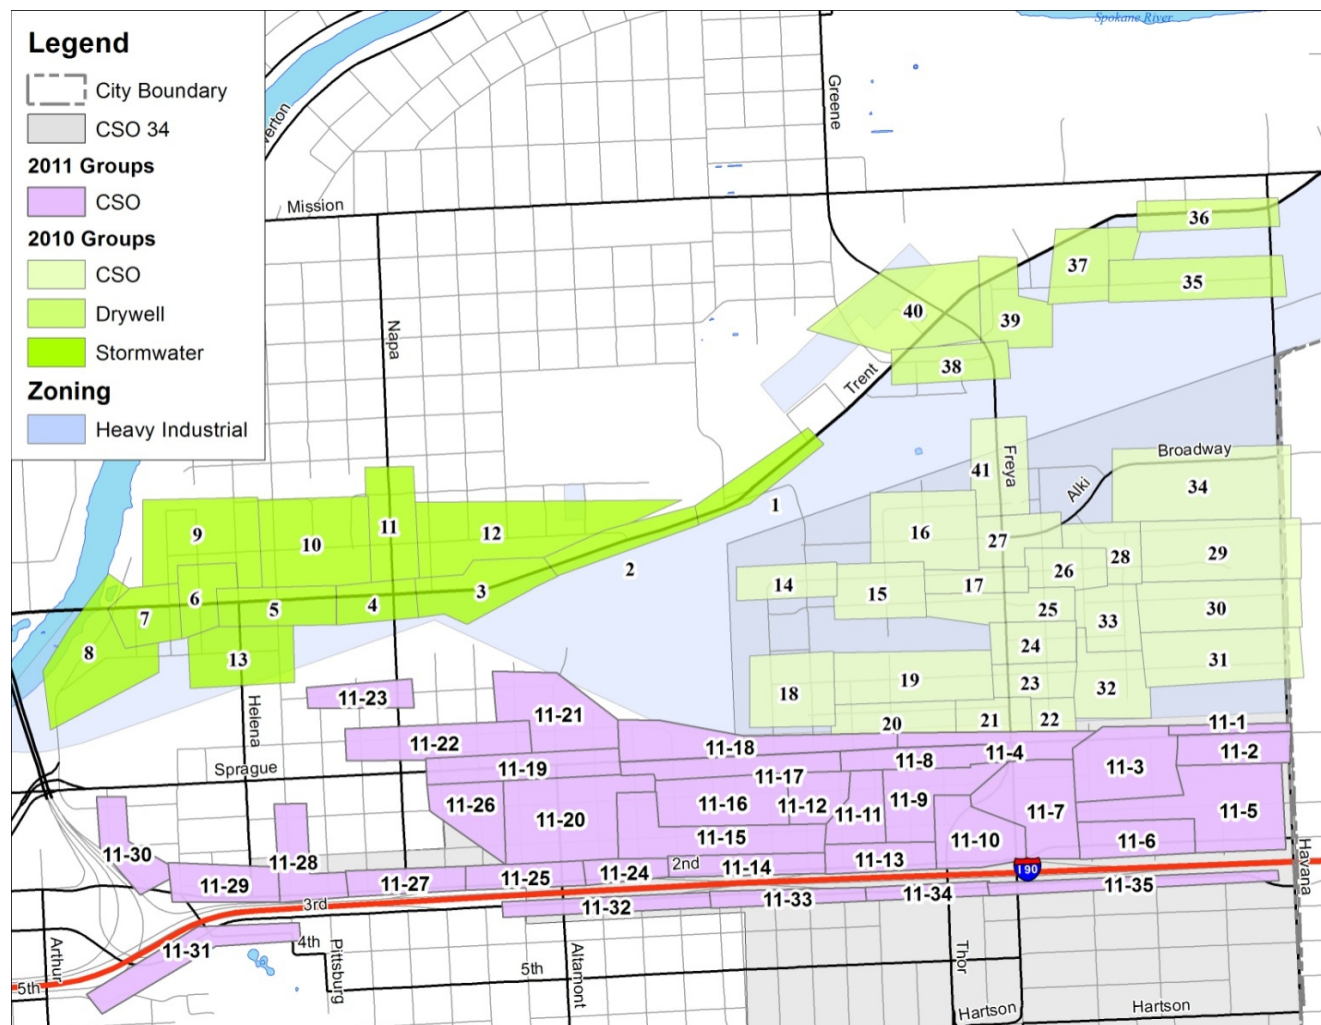 Spokane River
Legend
City Boundary
CSO 34
2011 Groups
CSO
2010 Groups
CSO
Drywell
Stormwater
Zoning
Heavy Industrial
erton
Greene
Mission
Napa
Trent
36
37
35
40
39
38
Broadway
Freya
Alki
41
34
1
9
10
11
12
16
27
28
29
2
14
15
17
26
25
30
3
4
5
6
7
33
24
31
8
13
18
19
23
32
20
21
22
Helena
11-23
11-21
11-22
11-18
11-1
11-4
11-2
11-8
11-3
Sprague
11-19
11-17
11-26
11-20
11-16
11-12
11-11
11-9
11-7
11-5
11-15
11-10
11-6
11-30
11-28
2nd
11-14
11-13
11-29
11-27
11-25
11-24
I 90
11-35
Havana
3rd
11-32
11-33
11-34
11-31
4th
Arthur
Pittsburg
Altamont
Thor
5th
5th
Hartson
Hartson